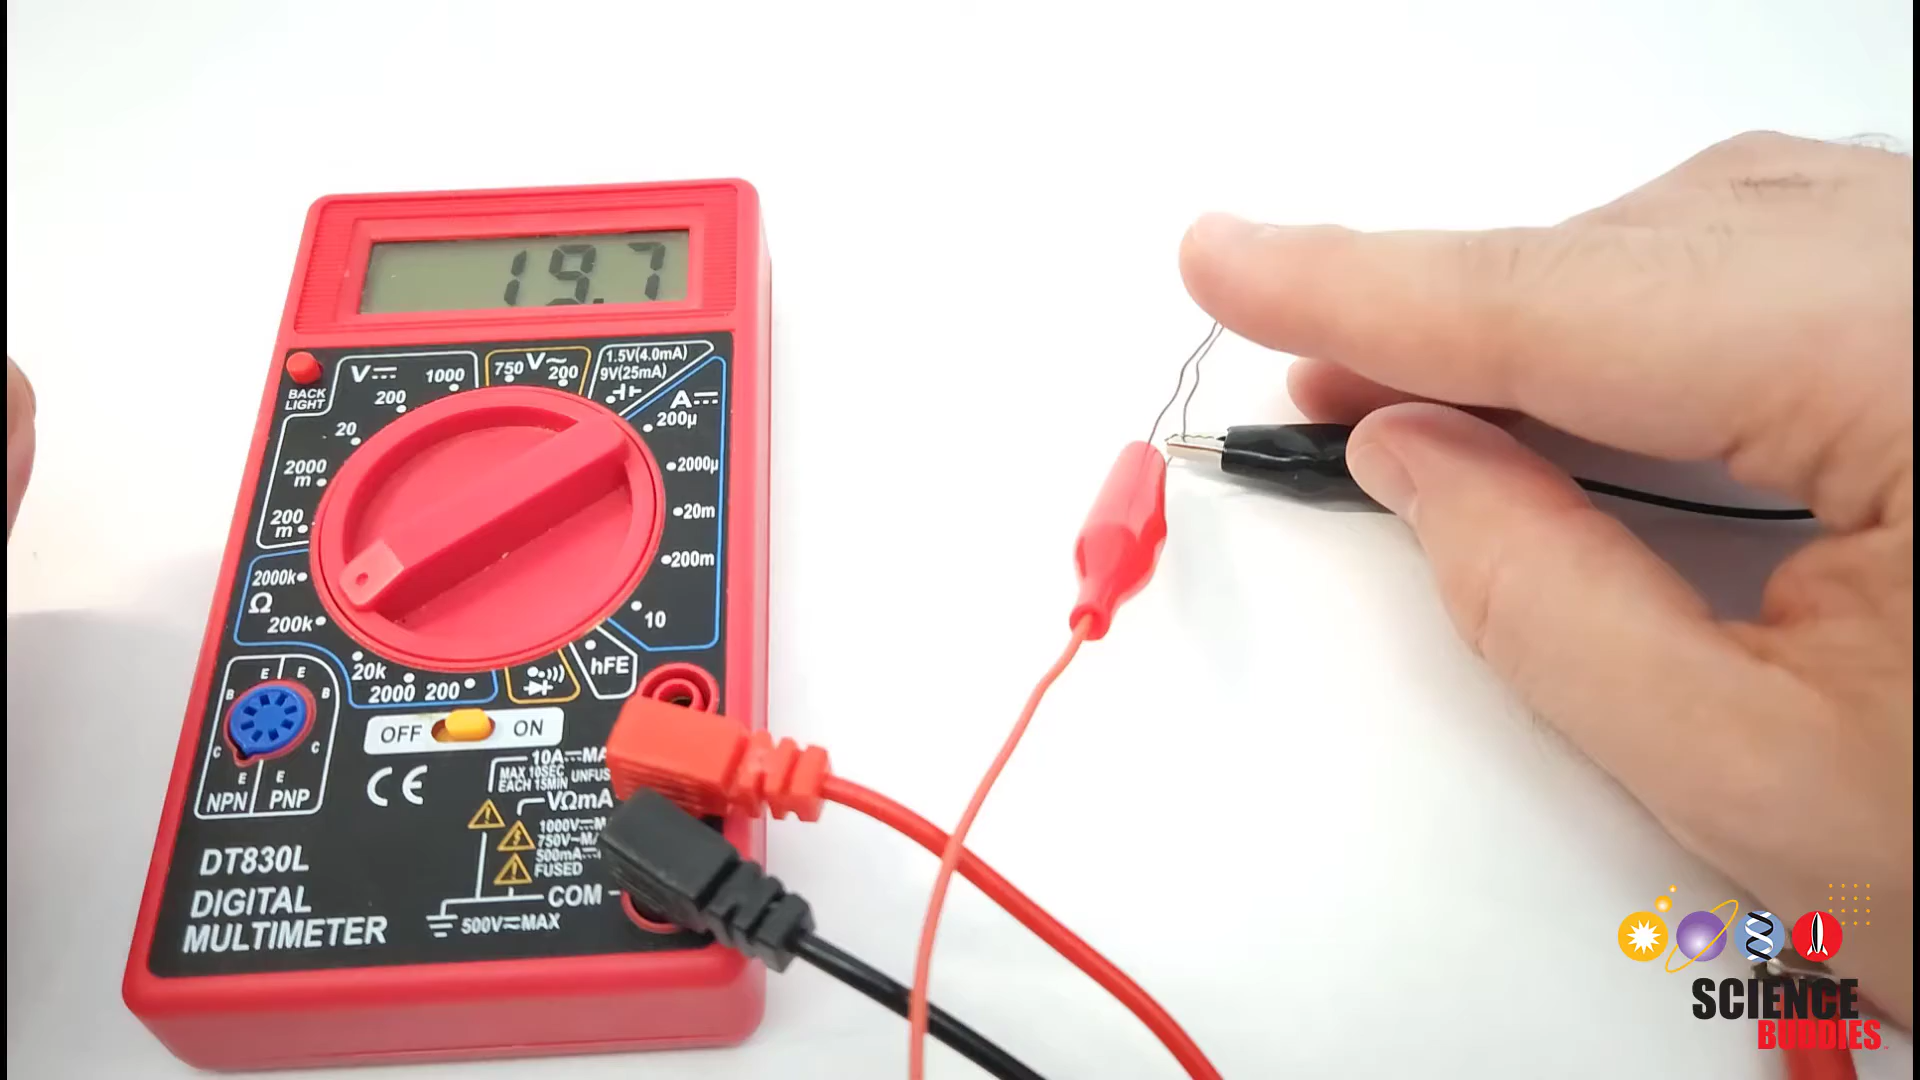 19.7
BACK
LIGHT
V
1000
200
20
2000
m
200
m
2000k
Ω
200k
20k
2000
200
750
V~
200
1.5V(4.0mA)
9V(25mA)
A
200µ
2000µ
20m
200m
10
hFE
E E
B B
C C
E E
NPN PNP
OFF ON
10A
MAX 10SEC
EACH 15MIN
VΩmA
1000V
750V~
500mA
FUSED
COM
500V MAX
CE
DT830L
DIGITAL
MULTIMETER
SCIENCE
BUDDIES